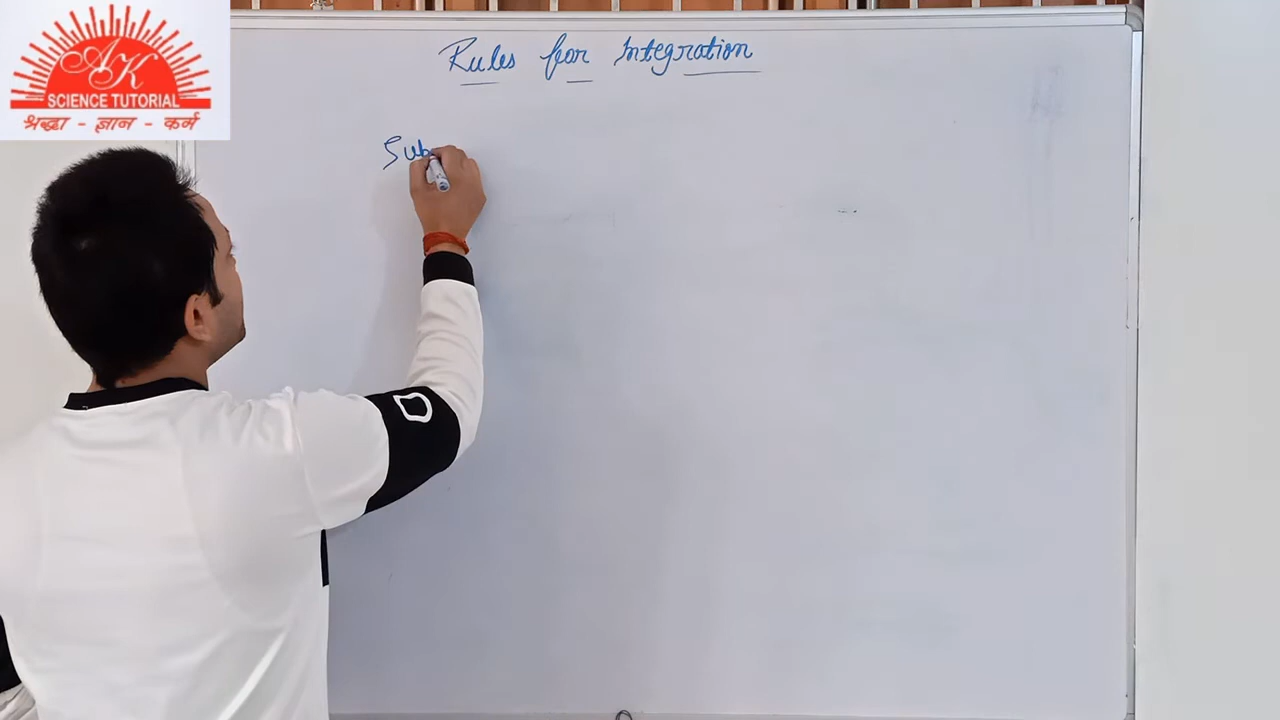 AK
SCIENCE TUTORIAL
श्रद्धा - ज्ञान - कर्म
Rules for Integration
Sub